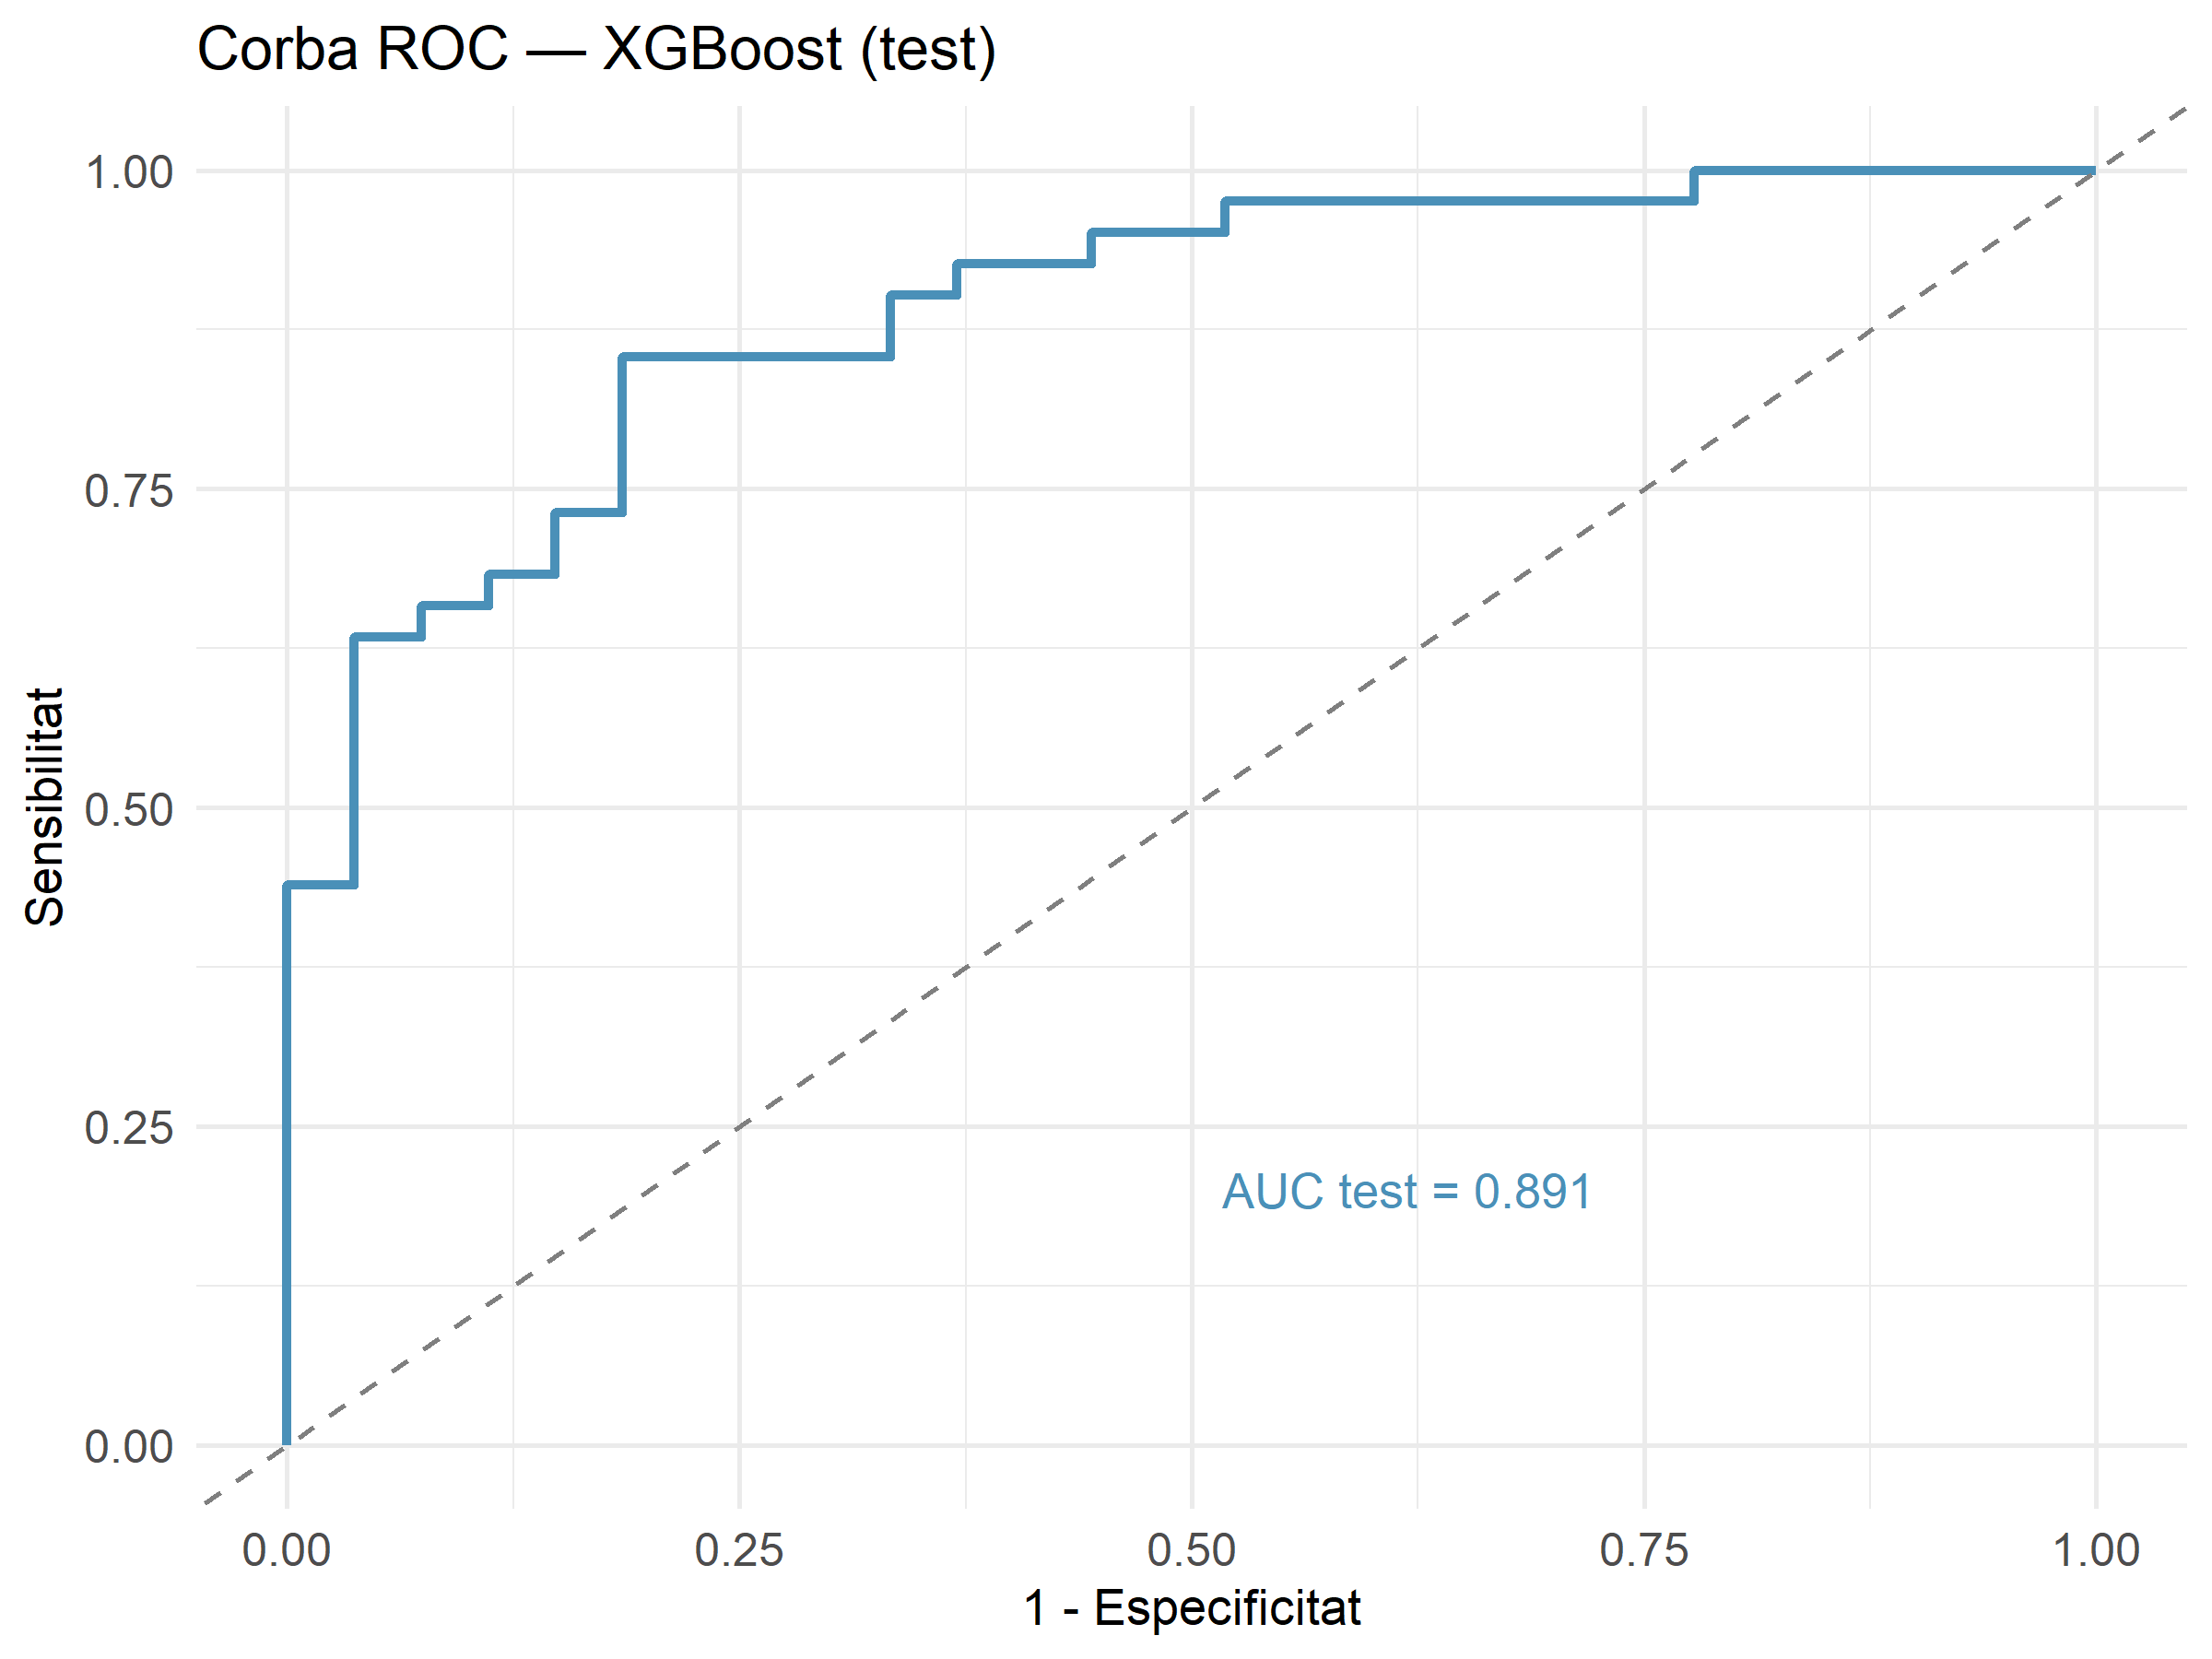 Corba ROC — XGBoost (test)
1.00
0.75
0.50
0.25
0.00
Sensibilitat
AUC test = 0.891
0.00 0.25 0.50 0.75 1.00
1 - Especificitat